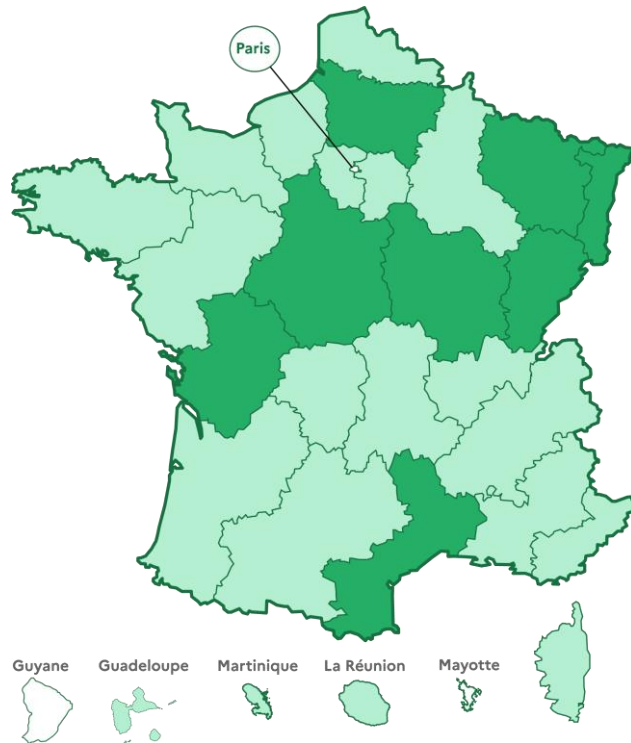 Paris
Guyane
Guadeloupe
Martinique
La Réunion
Mayotte